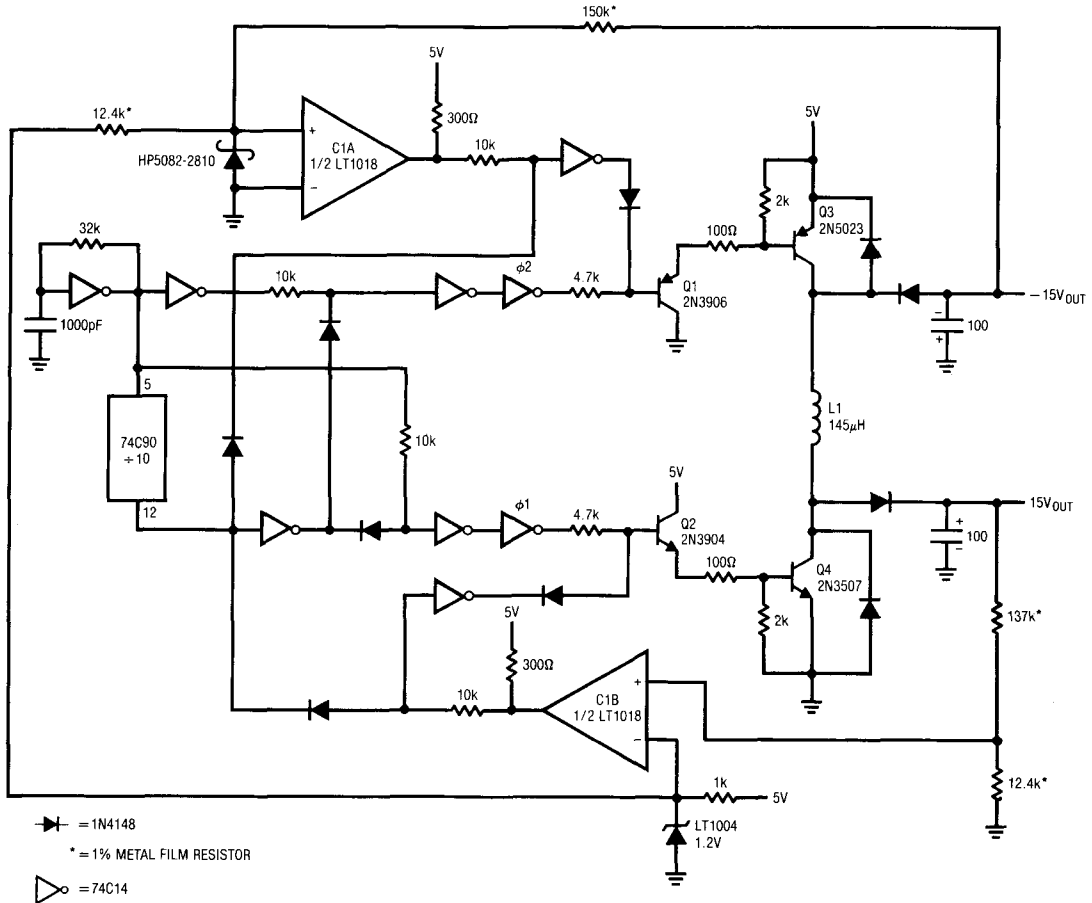 150k*
5V
12.4k*
300Ω
C1A
1/2 LT1018
+
−
10k
HP5082-2810
5V
2k
Q3
2N5023
100Ω
32k
10k
ϕ2
4.7k
Q1
2N3906
1000pF
−15VOUT
−
+
100
5
74C90
÷10
12
10k
L1
145µH
5V
ϕ1
4.7k
Q2
2N3904
100Ω
15VOUT
+
−
100
Q4
2N3507
2k
137k*
5V
300Ω
10k
C1B
1/2 LT1018
+
−
12.4k*
1k
5V
LT1004
1.2V
= 1N4148
* = 1% METAL FILM RESISTOR
= 74C14